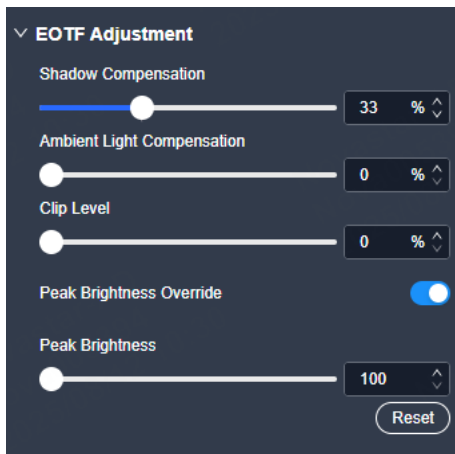 EOTF Adjustment
Shadow Compensation
33 %
Ambient Light Compensation
0 %
Clip Level
0 %
Peak Brightness Override
Peak Brightness
100
Reset